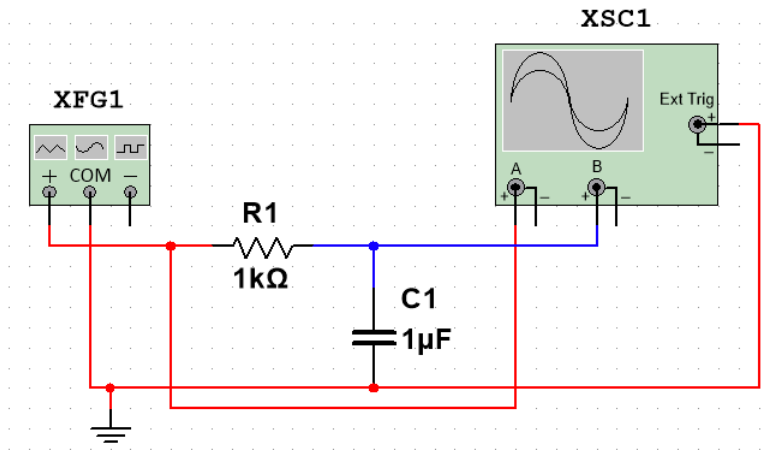 XSC1
XFG1
Ext Trig
+
−
+ COM −
A
B
+ −
+ −
R1
1kΩ
C1
1µF